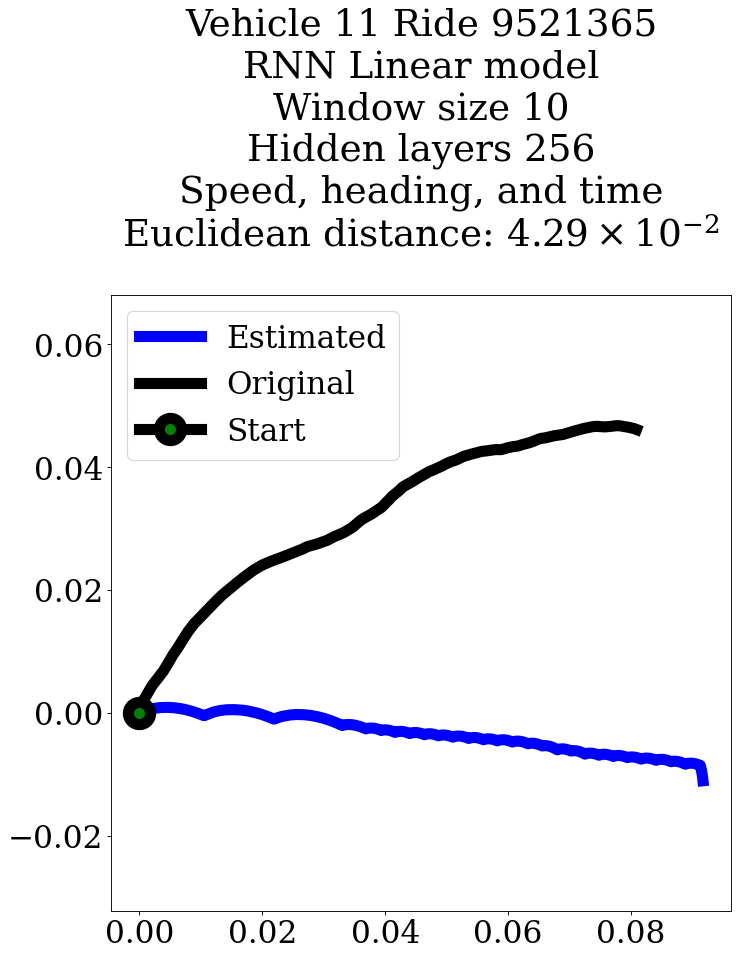 Vehicle 11 Ride 9521365
RNN Linear model
Window size 10
Hidden layers 256
Speed, heading, and time
Euclidean distance: 4.29 × 10⁻²
Estimated
Original
Start
0.06
0.04
0.02
0.00
−0.02
0.00 0.02 0.04 0.06 0.08